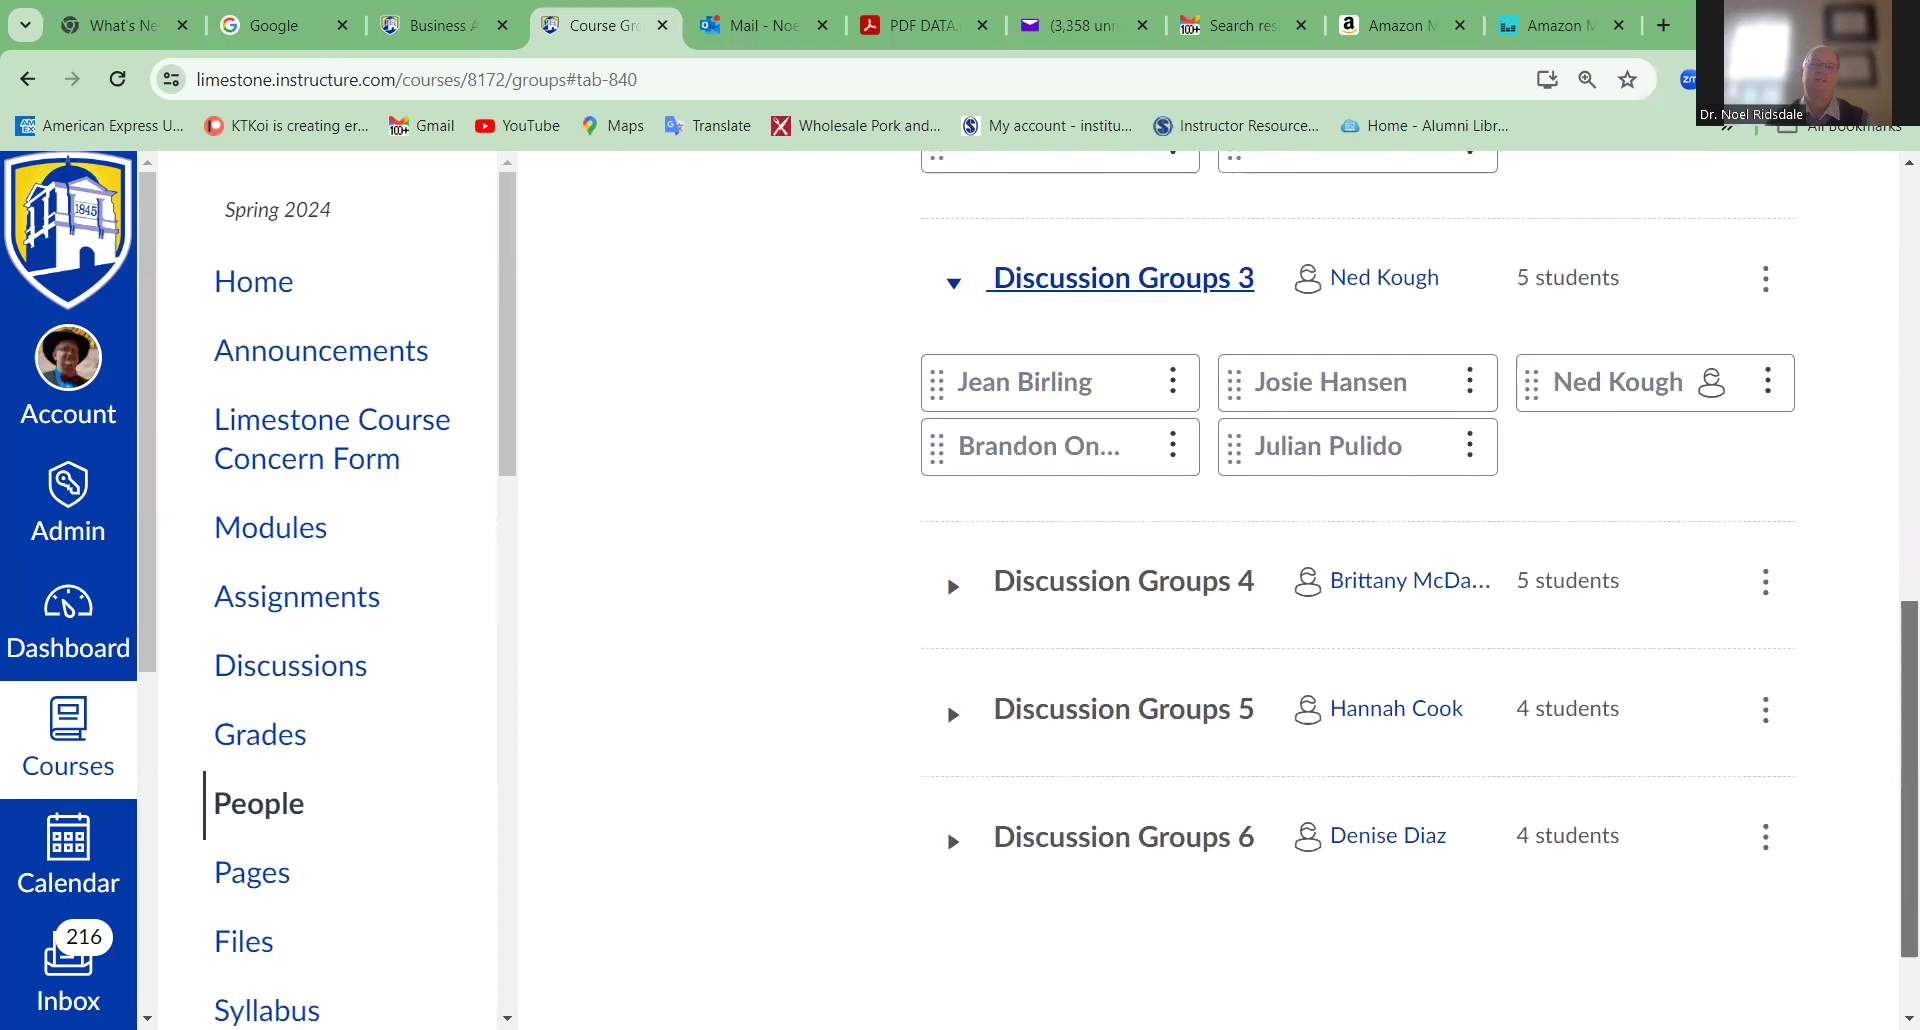 What's Ne
Google
Business A
Course Gro
Mail - Noe
PDF DATA
(3,358 unr
Search res
Amazon M
Amazon M
limestone.instructure.com/courses/8172/groups#tab-840
Dr. Noel Ridsdale
American Express U...
KTKoi is creating er...
Gmail
YouTube
Maps
Translate
Wholesale Pork and...
My account - institu...
Instructor Resource...
Home - Alumni Libr...
All Bookmarks
1845
Account
Admin
Dashboard
Courses
Calendar
216
Inbox
Spring 2024
Home
Announcements
Limestone Course
Concern Form
Modules
Assignments
Discussions
Grades
People
Pages
Files
Syllabus
Discussion Groups 3 Ned Kough 5 students
Jean Birling Josie Hansen Ned Kough
Brandon On... Julian Pulido
Discussion Groups 4 Brittany McDa... 5 students
Discussion Groups 5 Hannah Cook 4 students
Discussion Groups 6 Denise Diaz 4 students